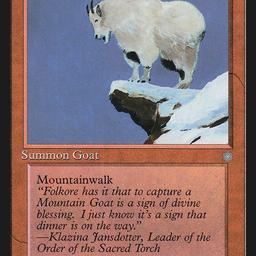 Summon Goat
Mountainwalk
"Folkore has it that to capture a
Mountain Goat is a sign of divine
blessing. I just know it's a sign that
dinner is on the way."
—Klazina Jansdotter, Leader of the
Order of the Sacred Torch